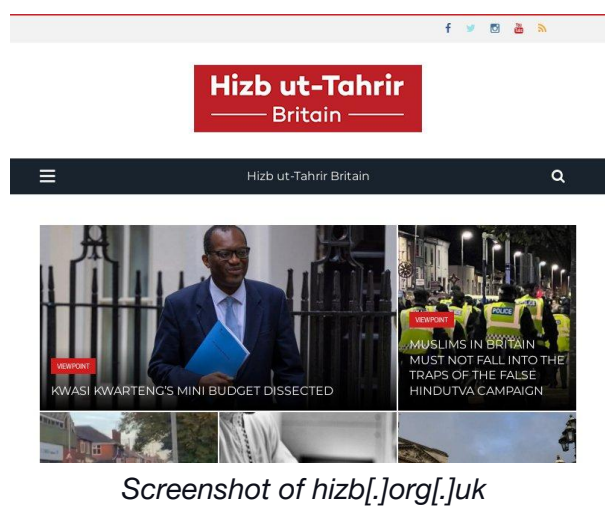 Hizb ut-Tahrir
Britain
Hizb ut-Tahrir Britain
VIEWPOINT
KWASI KWARTENG'S MINI BUDGET DISSECTED
POLICE
VIEWPOINT
MUSLIMS IN BRITAIN
MUST NOT FALL INTO THE
TRAPS OF THE FALSE
HINDUTVA CAMPAIGN
Screenshot of hizb[.]org[.]uk